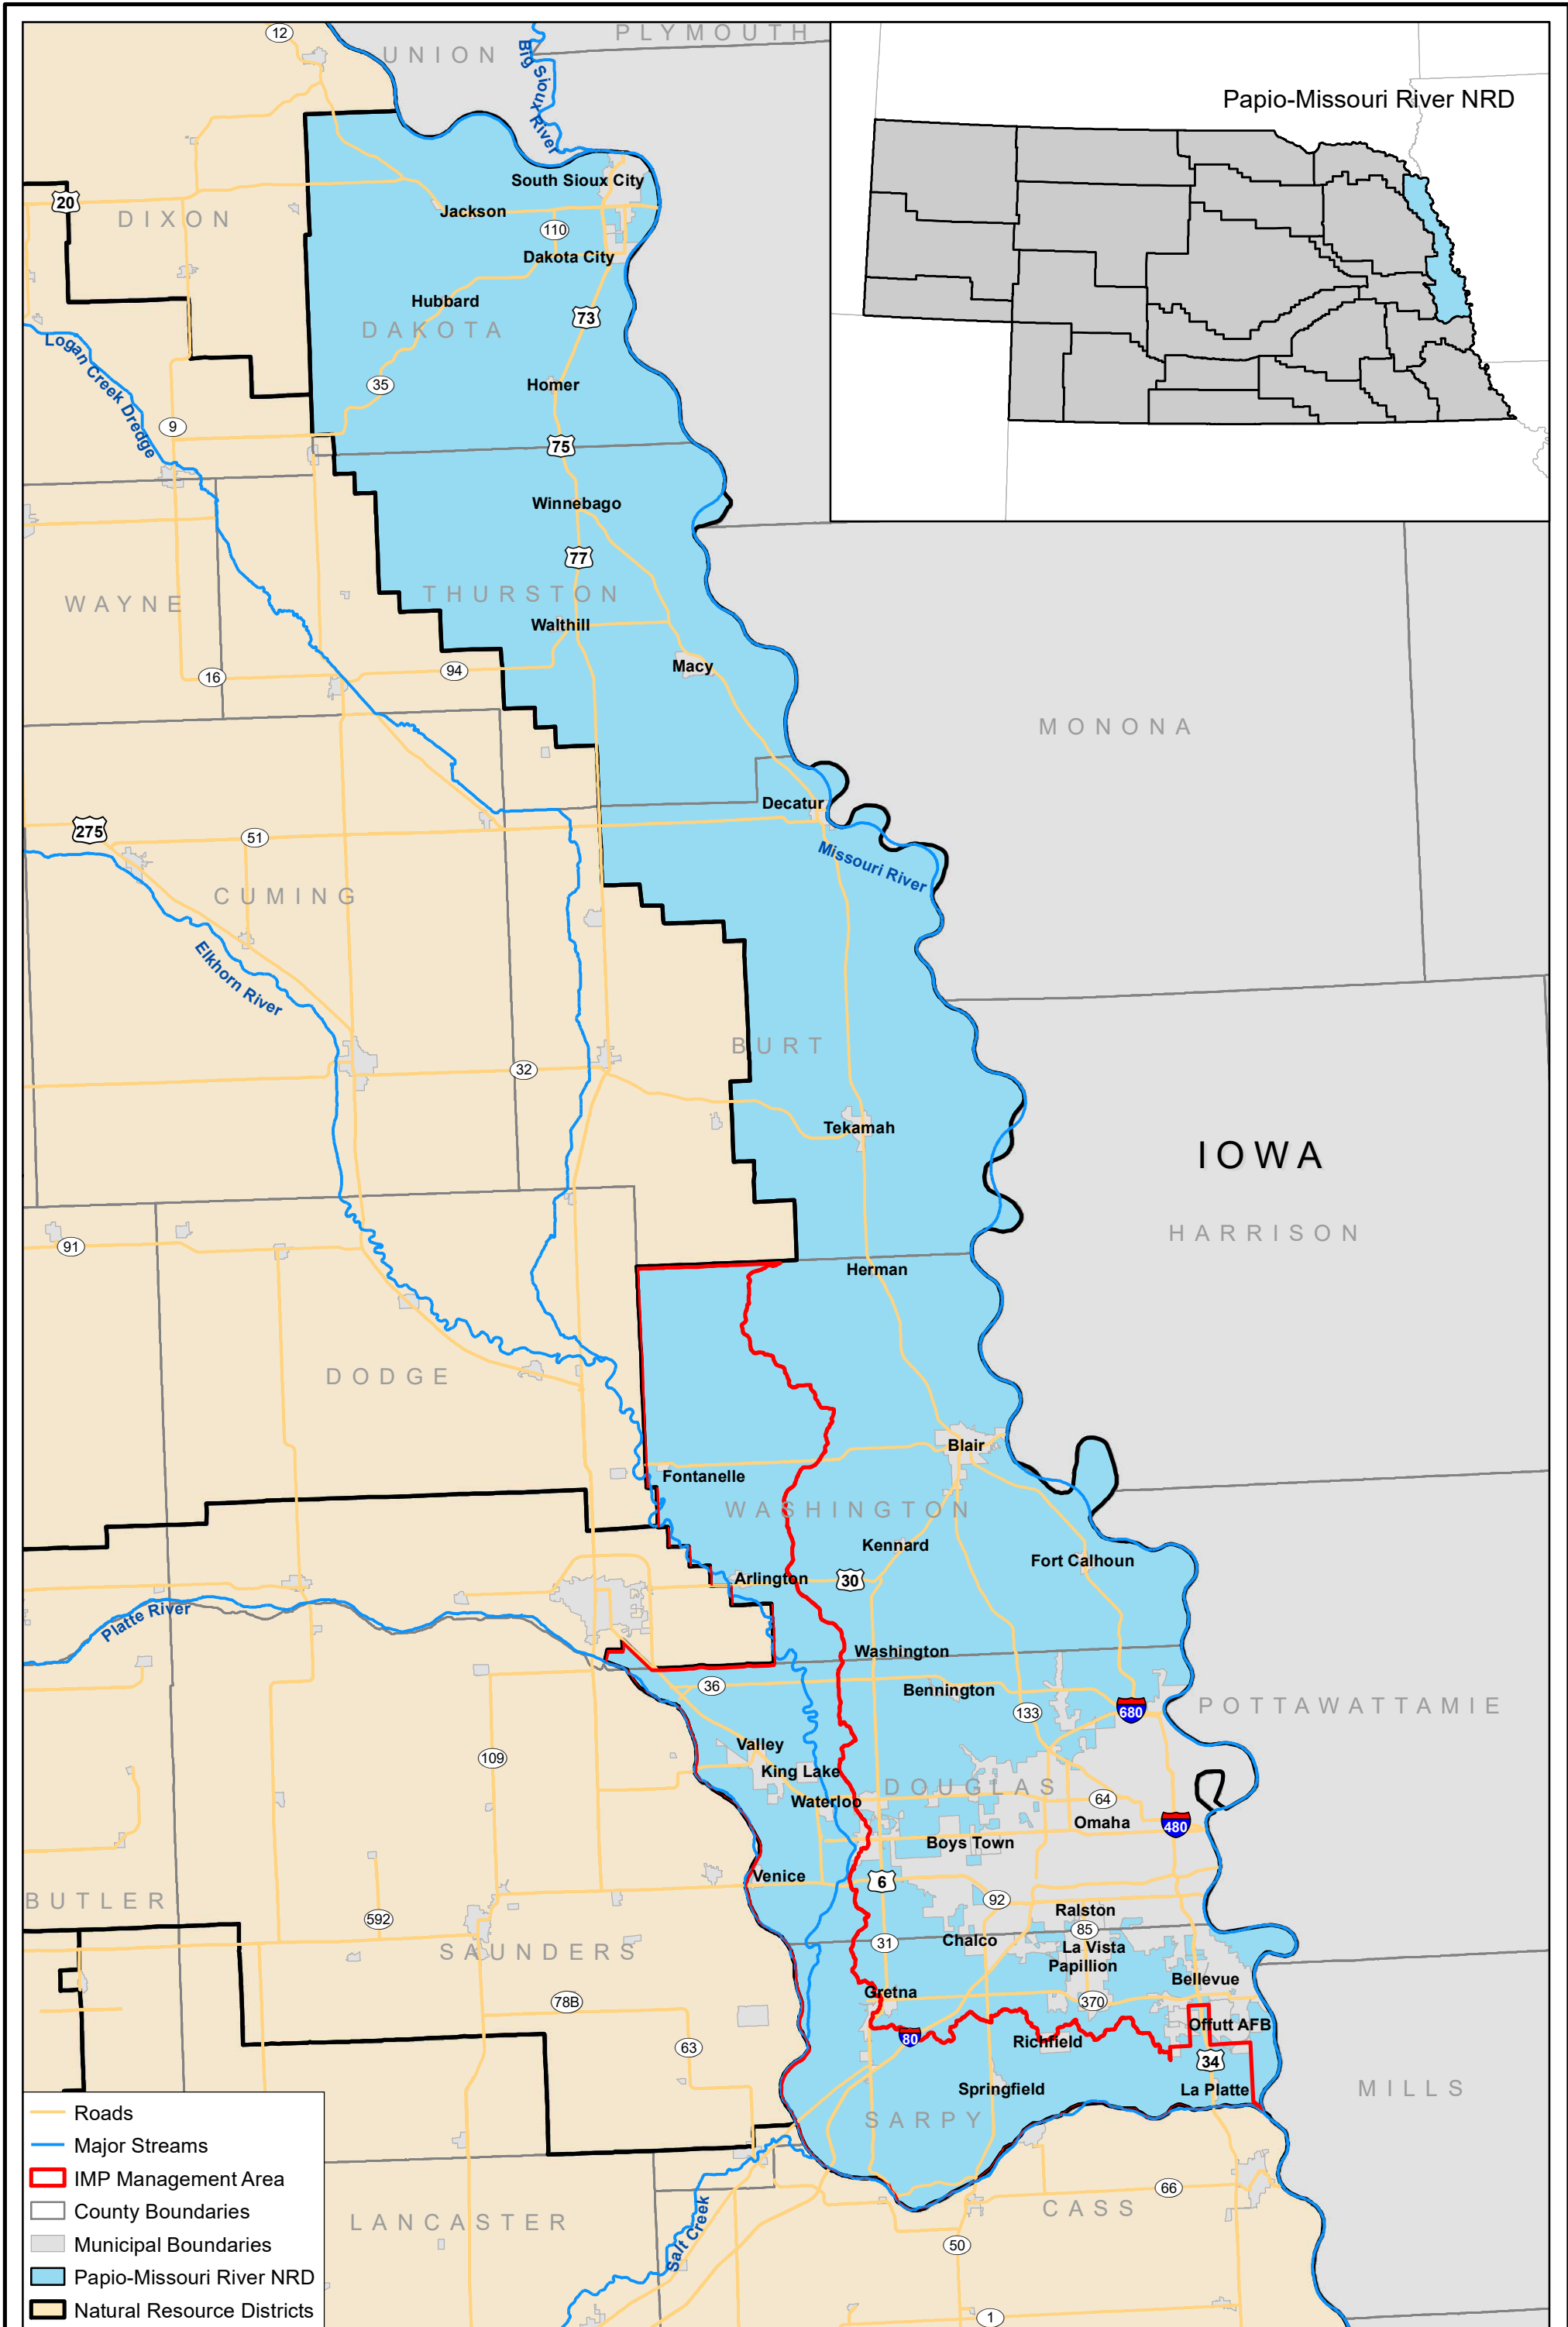 12
UNION
PLYMOUTH
Big Sioux River
Papio-Missouri River NRD
South Sioux City
20
DIXON
Jackson
110
Dakota City
Hubbard
73
DAKOTA
Logan Creek Dredge
35
Homer
9
75
Winnebago
77
WAYNE
THURSTON
Walthill
Macy
16
94
MONONA
Decatur
275
51
Missouri River
CUMING
Elkhorn River
BURT
32
Tekamah
IOWA
HARRISON
91
Herman
DODGE
Blair
Fontanelle
WASHINGTON
Kennard
Fort Calhoun
Arlington
30
Platte River
Washington
36
Bennington
133
680
POTTAWATTAMIE
Valley
109
King Lake
DOUGLAS
Waterloo
64
Omaha
480
Boys Town
Venice
6
BUTLER
92
592
Ralston
85
SAUNDERS
31
Chalco
La Vista
Papillion
Bellevue
Gretna
78B
370
Offutt AFB
80
Richfield
63
34
Springfield
La Platte
MILLS
SARPY
Roads
Major Streams
IMP Management Area
County Boundaries
Municipal Boundaries
Papio-Missouri River NRD
Natural Resource Districts
66
CASS
LANCASTER
Salt Creek
50
1